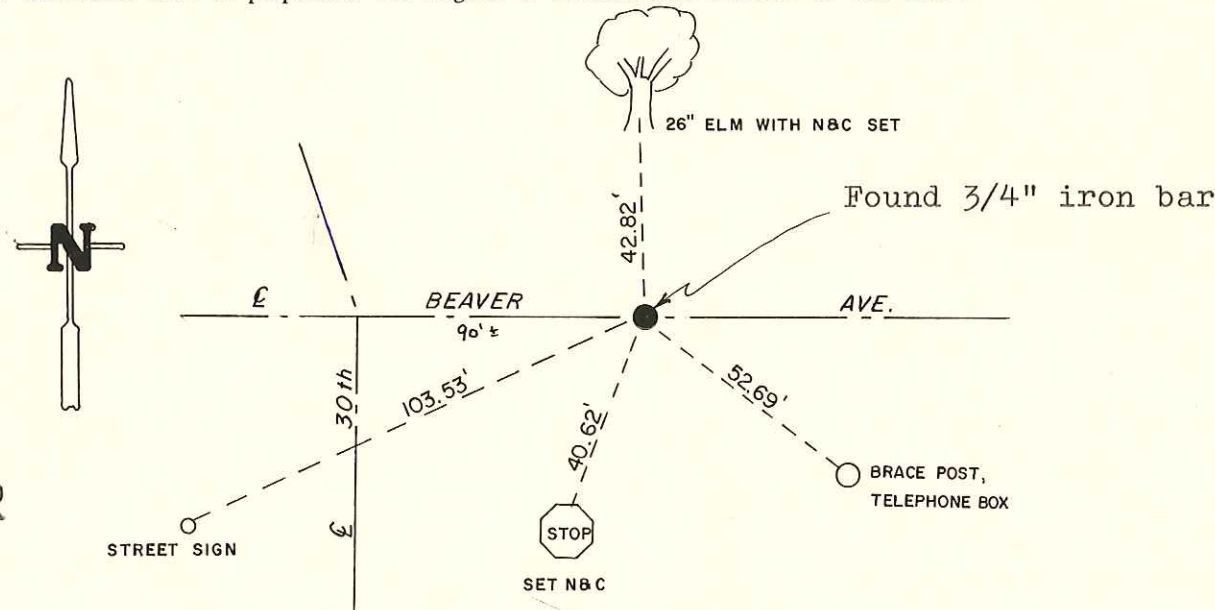 26" ELM WITH N&C SET
Found 3/4" iron bar
42.82'
N
℄
BEAVER
AVE.
90' ±
30th
103.53'
52.69'
40.62'
BRACE POST,
TELEPHONE BOX
℄
STOP
STREET SIGN
SET N&C